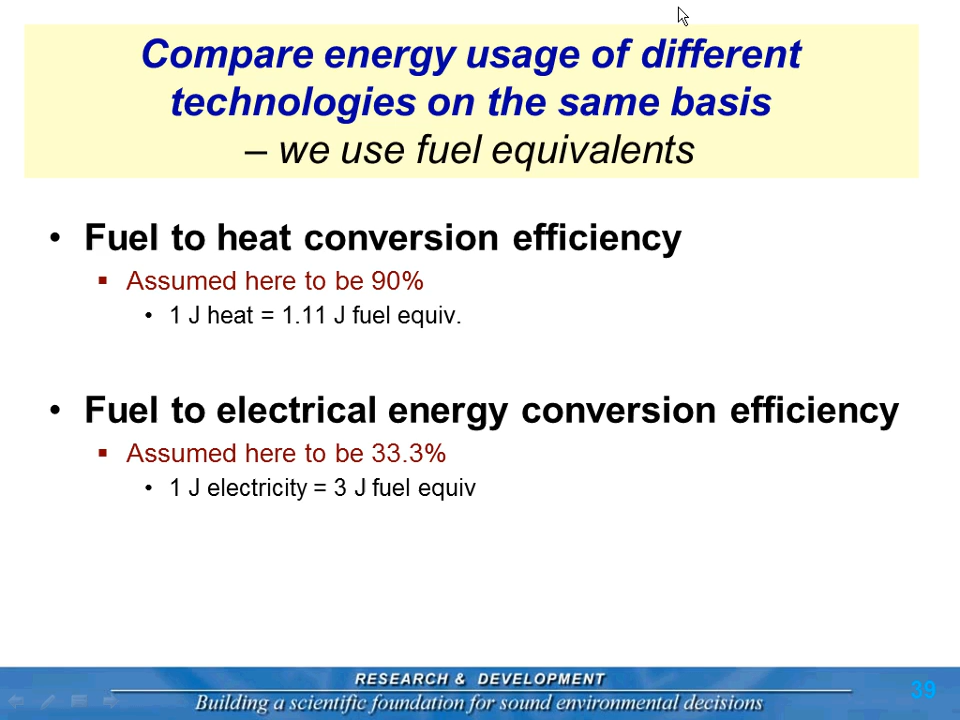 Compare energy usage of different
technologies on the same basis
– we use fuel equivalents
• Fuel to heat conversion efficiency
▪ Assumed here to be 90%
• 1 J heat = 1.11 J fuel equiv.
• Fuel to electrical energy conversion efficiency
▪ Assumed here to be 33.3%
• 1 J electricity = 3 J fuel equiv
RESEARCH & DEVELOPMENT
Building a scientific foundation for sound environmental decisions
39